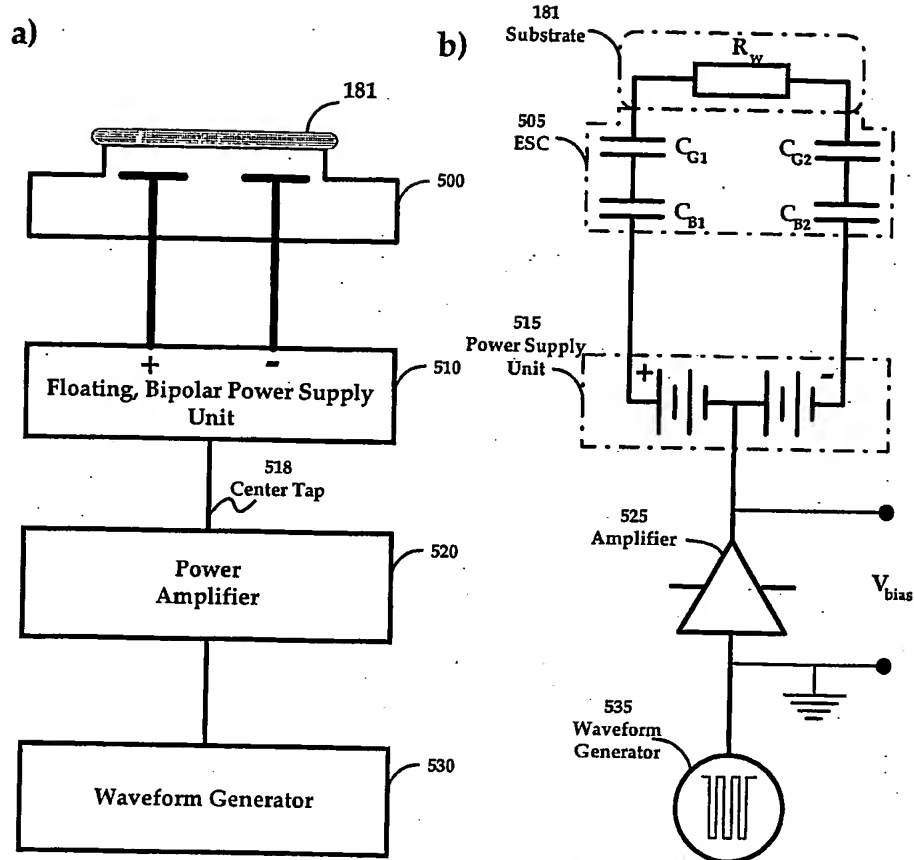 a)
181
500
+ -
Floating, Bipolar Power Supply
Unit
510
518
Center Tap
Power
Amplifier
520
Waveform Generator
530
b)
181
Substrate
R_w
505
ESC
C_G1
C_G2
C_B1
C_B2
515
Power Supply
Unit
+ -
525
Amplifier
V_bias
535
Waveform
Generator